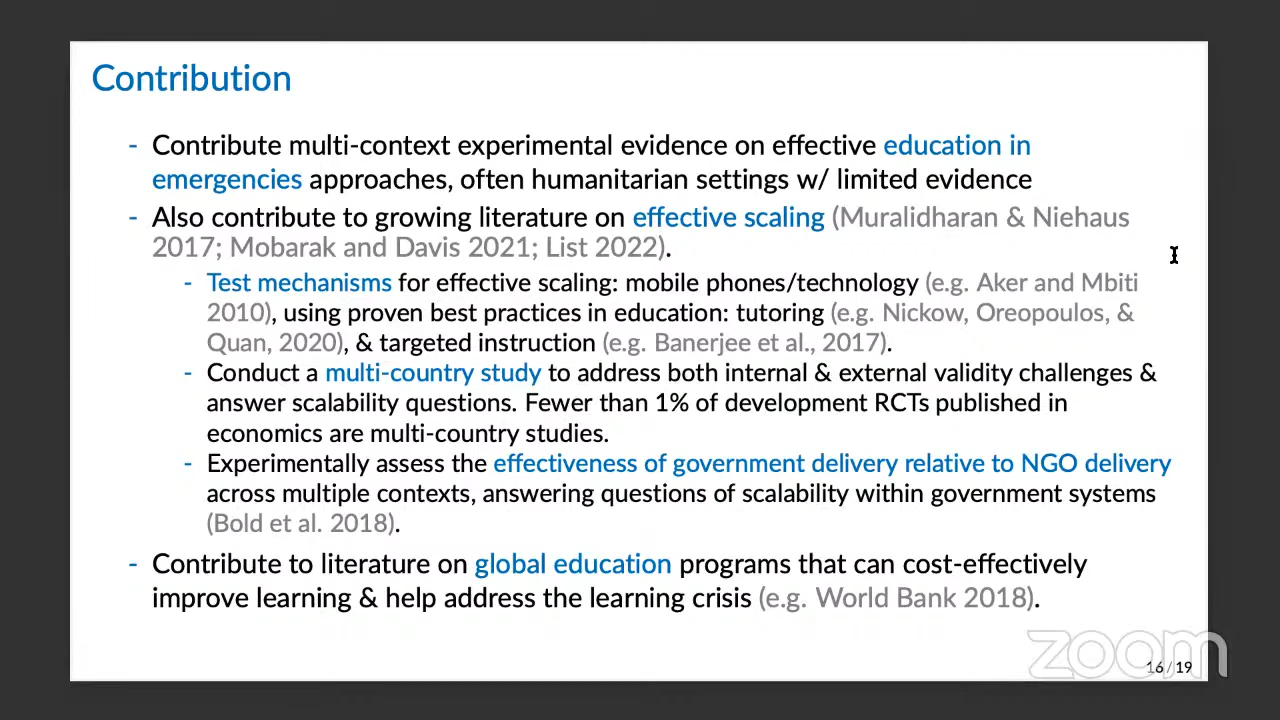 Contribution
- Contribute multi-context experimental evidence on effective education in
emergencies approaches, often humanitarian settings w/ limited evidence
- Also contribute to growing literature on effective scaling (Muralidharan & Niehaus
2017; Mobarak and Davis 2021; List 2022).
- Test mechanisms for effective scaling: mobile phones/technology (e.g. Aker and Mbiti
2010), using proven best practices in education: tutoring (e.g. Nickow, Oreopoulos, &
Quan, 2020), & targeted instruction (e.g. Banerjee et al., 2017).
- Conduct a multi-country study to address both internal & external validity challenges &
answer scalability questions. Fewer than 1% of development RCTs published in
economics are multi-country studies.
- Experimentally assess the effectiveness of government delivery relative to NGO delivery
across multiple contexts, answering questions of scalability within government systems
(Bold et al. 2018).
- Contribute to literature on global education programs that can cost-effectively
improve learning & help address the learning crisis (e.g. World Bank 2018).
zoom
16 / 19